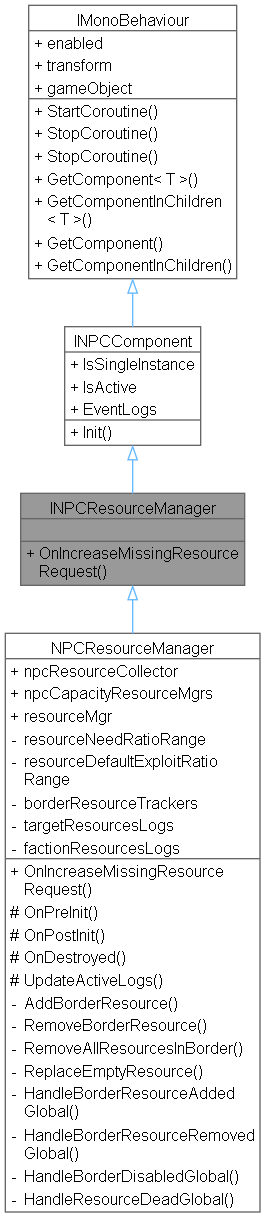 IMonoBehaviour
+ enabled
+ transform
+ gameObject
+ StartCoroutine()
+ StopCoroutine()
+ StopCoroutine()
+ GetComponent< T >()
+ GetComponentInChildren
< T >()
+ GetComponent()
+ GetComponentInChildren()
INPCComponent
+ IsSingleInstance
+ IsActive
+ EventLogs
+ Init()
INPCResourceManager
+ OnIncreaseMissingResource
Request()
NPCResourceManager
+ npcResourceCollector
+ npcCapacityResourceMgrs
+ resourceMgr
- resourceNeedRatioRange
- resourceDefaultExploitRatio
Range
- borderResourceTrackers
- targetResourcesLogs
- factionResourcesLogs
+ OnIncreaseMissingResource
Request()
# OnPreInit()
# OnPostInit()
# OnDestroyed()
# UpdateActiveLogs()
- AddBorderResource()
- RemoveBorderResource()
- RemoveAllResourcesInBorder()
- ReplaceEmptyResource()
- HandleBorderResourceAdded
Global()
- HandleBorderResourceRemoved
Global()
- HandleBorderDisabledGlobal()
- HandleResourceDeadGlobal()